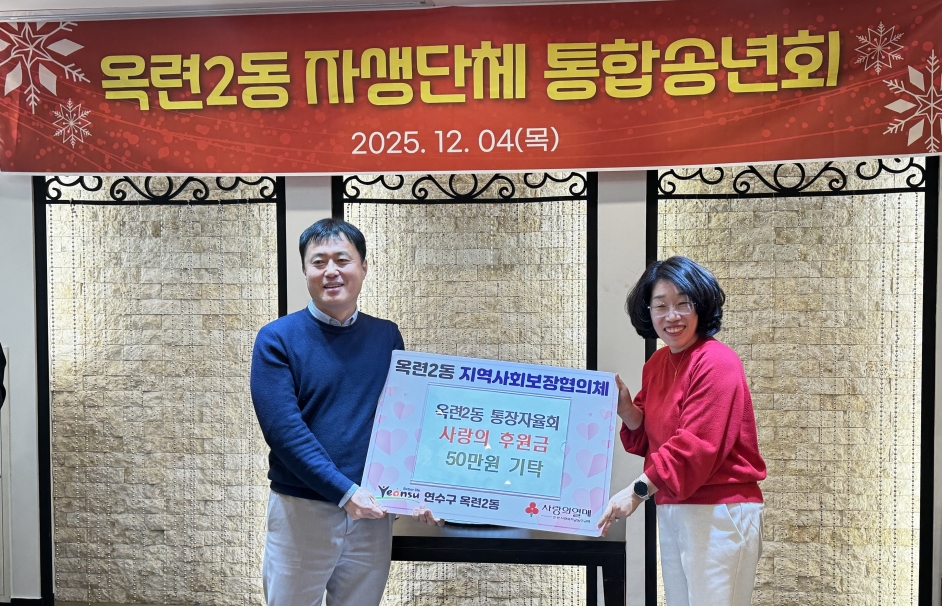 옥련2동 자생단체 통합송년회
2025. 12. 04(목)
옥련2동 지역사회보장협의체
옥련2동 통장자율회
사랑의 후원금
50만원 기탁
Yeonsu 연수구 옥련2동
사랑의열매